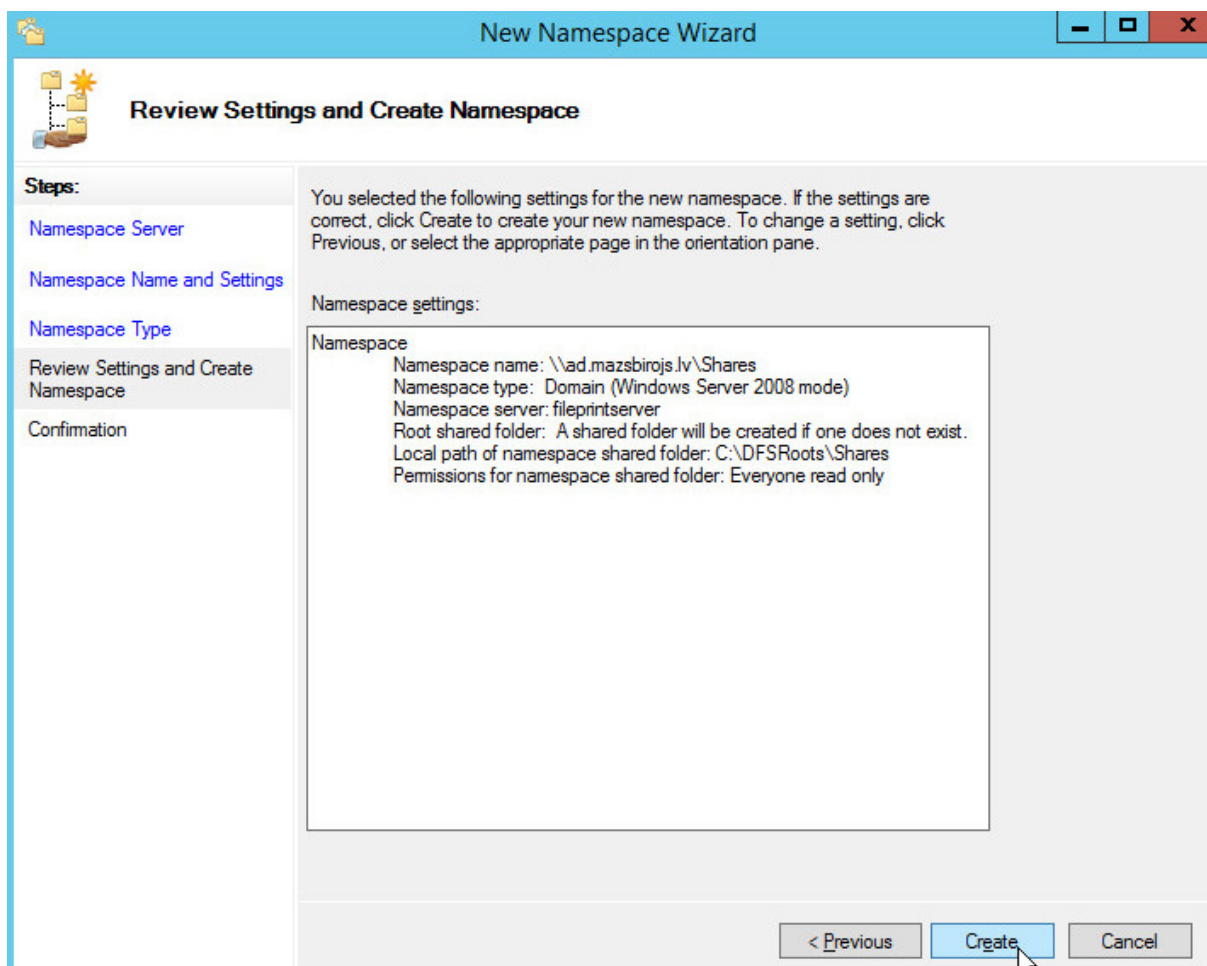 New Namespace Wizard
Review Settings and Create Namespace
Steps:
Namespace Server
Namespace Name and Settings
Namespace Type
Review Settings and Create
Namespace
Confirmation
You selected the following settings for the new namespace. If the settings are
correct, click Create to create your new namespace. To change a setting, click
Previous, or select the appropriate page in the orientation pane.
Namespace settings:
Namespace
Namespace name: \\ad.mazsbirojs.lv\Shares
Namespace type: Domain (Windows Server 2008 mode)
Namespace server: fileprintserver
Root shared folder: A shared folder will be created if one does not exist.
Local path of namespace shared folder: C:\DFSRoots\Shares
Permissions for namespace shared folder: Everyone read only
< Previous
Create
Cancel